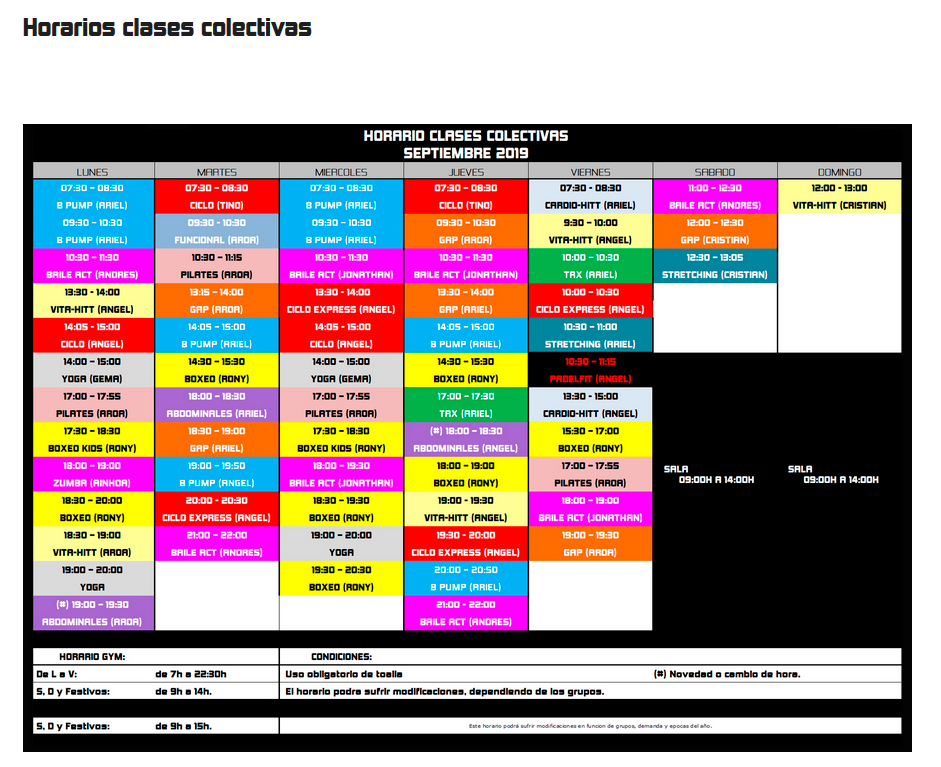 Horarios clases colectivas
HORARIO CLASES COLECTIVAS
SEPTIEMBRE 2019
LUNES MARTES MIERCOLES JUEVES VIERNES SABADO DOMINGO
07:30 - 08:30 07:30 - 08:30 07:30 - 08:30 07:30 - 08:30 07:30 - 08:30 11:00 - 12:30 12:00 - 13:00
B PUMP (ARIEL) CICLO (TINO) B PUMP (ARIEL) CICLO (TINO) CARDIO-HITT (ARIEL) BAILE ACT (ANDRES) VITA-HITT (CRISTIAN)
09:30 - 10:30 09:30 - 10:30 09:30 - 10:30 09:30 - 10:30 9:30 - 10:00 12:00 - 12:30
B PUMP (ARIEL) FUNCIONAL (AROA) B PUMP (ARIEL) GAP (AROA) VITA-HITT (ANGEL) GAP (CRISTIAN)
10:30 - 11:30 10:30 - 11:15 10:30 - 11:30 10:30 - 11:30 10:00 - 10:30 12:30 - 13:05
BAILE ACT (ANDRES) PILATES (AROA) BAILE ACT (JONATHAN) BAILE ACT (JONATHAN) TRX (ARIEL) STRETCHING (CRISTIAN)
13:30 - 14:00 13:15 - 14:00 13:30 - 14:00 13:30 - 14:00 10:00 - 10:30
VITA-HITT (ANGEL) GAP (AROA) CICLO EXPRESS (ANGEL) GAP (ARIEL) CICLO EXPRESS (ANGEL)
14:05 - 15:00 14:05 - 15:00 14:05 - 15:00 14:05 - 15:00 10:30 - 11:00
CICLO (ANGEL) B PUMP (ARIEL) CICLO (ANGEL) B PUMP (ARIEL) STRETCHING (ARIEL)
14:00 - 15:00 14:30 - 15:30 14:00 - 15:00 14:30 - 15:30 10:30 - 11:15
YOGA (GEMA) BOXEO (RONY) YOGA (GEMA) BOXEO (RONY) PADELFIT (ANGEL)
17:00 - 17:55 18:00 - 18:30 17:00 - 17:55 17:00 - 17:30 13:30 - 15:00
PILATES (AROA) ABDOMINALES (ARIEL) PILATES (AROA) TRX (ARIEL) CARDIO-HITT (ANGEL)
17:30 - 18:30 18:30 - 19:00 17:30 - 18:30 (#) 18:00 - 18:30 15:30 - 17:00
BOXEO KIDS (RONY) GAP (ARIEL) BOXEO KIDS (RONY) ABDOMINALES (ANGEL) BOXEO (RONY)
18:00 - 19:00 19:00 - 19:50 18:00 - 19:30 18:00 - 19:00 17:00 - 17:55 SALA SALA
ZUMBA (AINHOA) B PUMP (ANGEL) BAILE ACT (JONATHAN) BOXEO (RONY) PILATES (AROA) 09:00H A 14:00H 09:00H A 14:00H
18:30 - 20:00 20:00 - 20:30 18:30 - 19:30 19:00 - 19:30 18:00 - 19:00
BOXEO (RONY) CICLO EXPRESS (ANGEL) BOXEO (RONY) VITA-HITT (ANGEL) BAILE ACT (JONATHAN)
18:30 - 19:00 21:00 - 22:00 19:00 - 20:00 19:30 - 20:00 19:00 - 19:30
VITA-HITT (AROA) BAILE ACT (ANDRES) YOGA CICLO EXPRESS (ANGEL) GAP (AROA)
19:00 - 20:00 19:30 - 20:30 20:00 - 20:50
YOGA BOXEO (RONY) B PUMP (ARIEL)
(#) 19:00 - 19:30 21:00 - 22:00
ABDOMINALES (AROA) BAILE ACT (ANDRES)
HORARIO GYM: CONDICIONES:
De L a V: de 7h a 22:30h Uso obligatorio de toalla (#) Novedad o cambio de hora.
S, D y Festivos: de 9h a 14h. El horario podra sufrir modificaciones, dependiendo de los grupos.
S, D y Festivos: de 9h a 15h. Este horario podrá sufrir modificaciones en funcion de grupos, demanda y epocas del año.